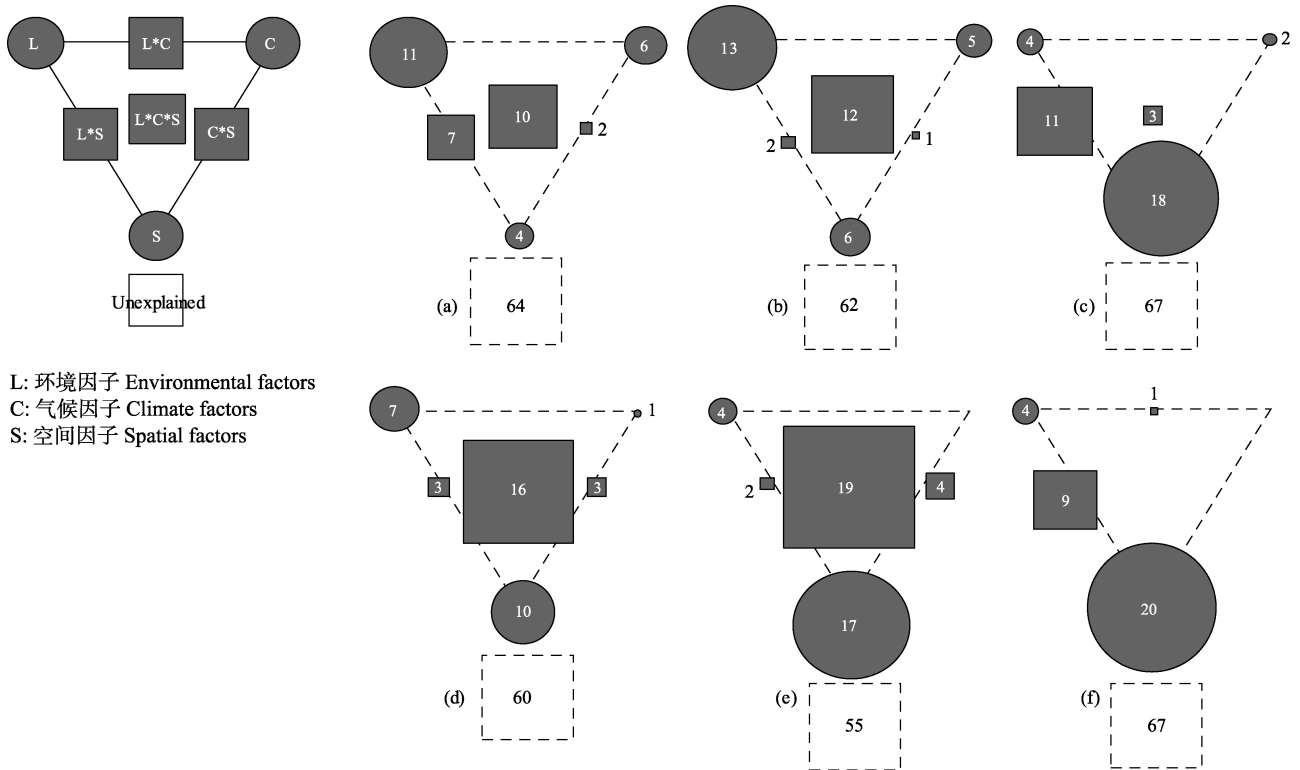 L
L*C
C
L*S
L*C*S
C*S
S
Unexplained
L: 环境因子 Environmental factors
C: 气候因子 Climate factors
S: 空间因子 Spatial factors
11
6
10
7
2
4
(a)
64
13
5
12
2
1
6
(b)
62
4
2
11
3
18
(c)
67
7
1
3
16
3
10
(d)
60
4
2
19
4
17
(e)
55
4
1
9
20
(f)
67